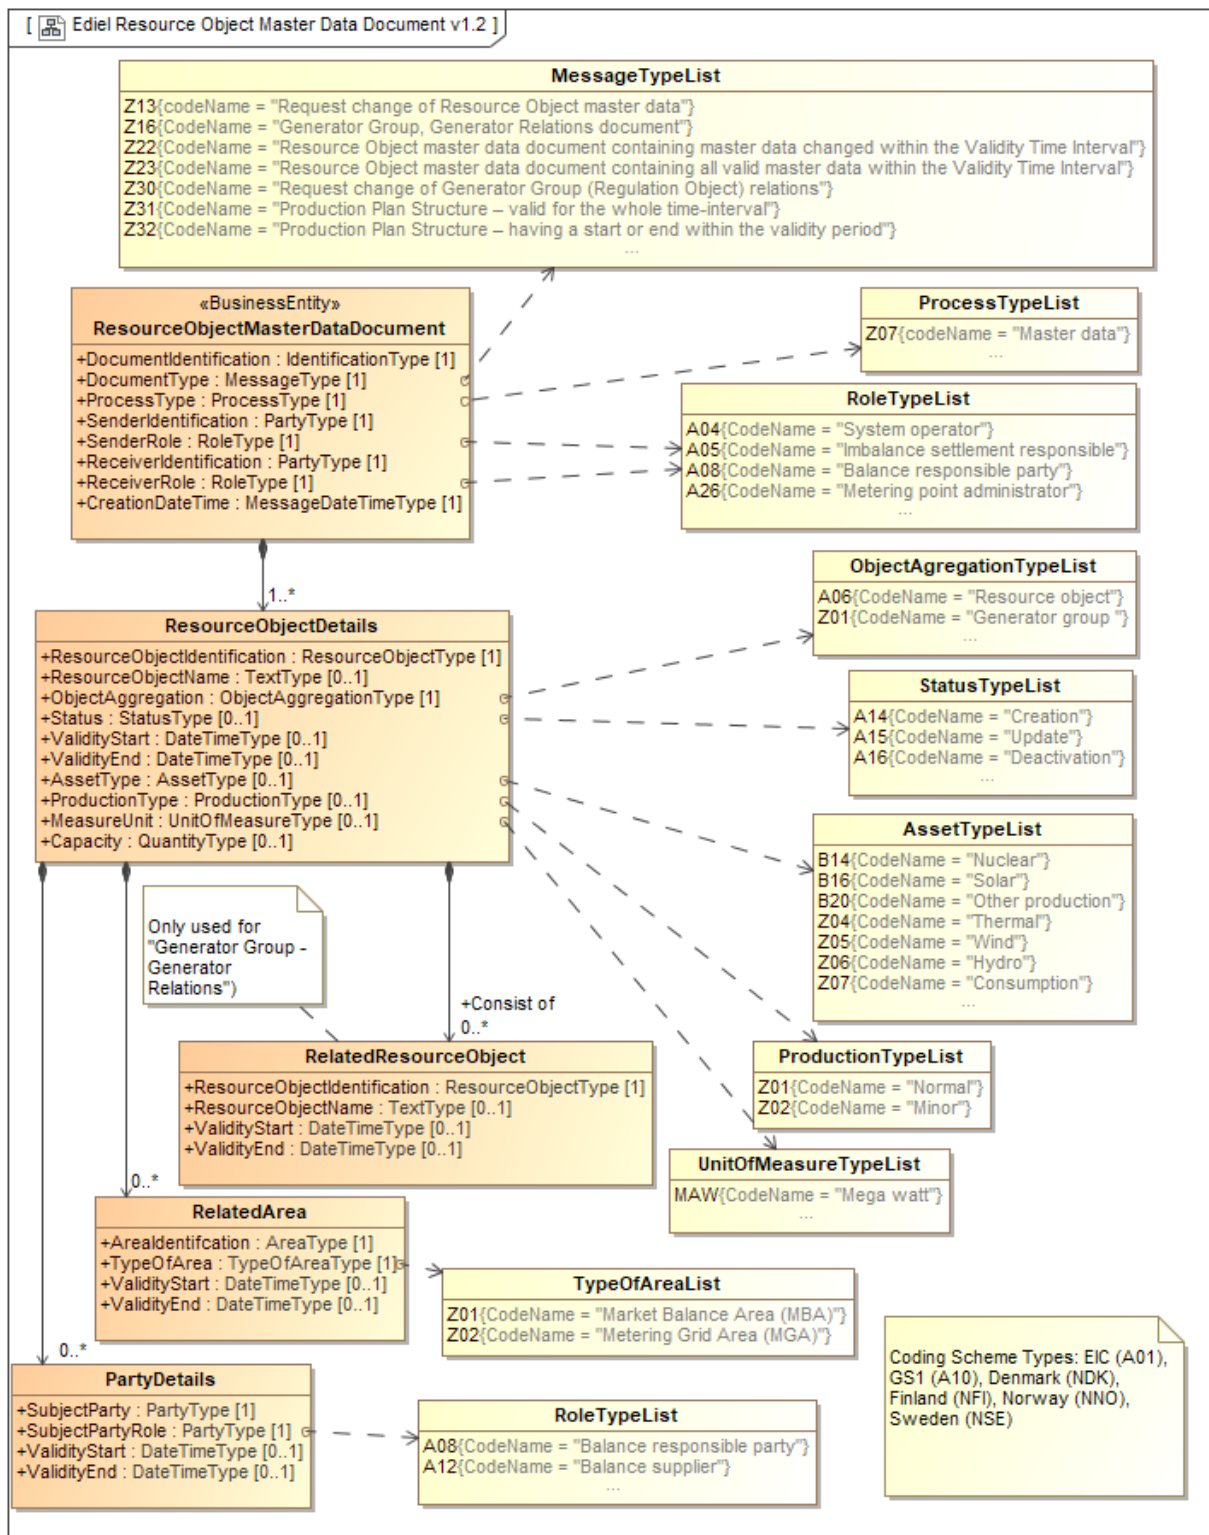 [ Ediel Resource Object Master Data Document v1.2 ]
MessageTypeList
Z13{codeName = "Request change of Resource Object master data"}
Z16{CodeName = "Generator Group, Generator Relations document"}
Z22{CodeName = "Resource Object master data document containing master data changed within the Validity Time Interval"}
Z23{CodeName = "Resource Object master data document containing all valid master data within the Validity Time Interval"}
Z30{CodeName = "Request change of Generator Group (Regulation Object) relations"}
Z31{CodeName = "Production Plan Structure – valid for the whole time-interval"}
Z32{CodeName = "Production Plan Structure – having a start or end within the validity period"}
...
«BusinessEntity»
ResourceObjectMasterDataDocument
+DocumentIdentification : IdentificationType [1]
+DocumentType : MessageType [1]
+ProcessType : ProcessType [1]
+SenderIdentification : PartyType [1]
+SenderRole : RoleType [1]
+ReceiverIdentification : PartyType [1]
+ReceiverRole : RoleType [1]
+CreationDateTime : MessageDateTimeType [1]
ProcessTypeList
Z07{codeName = "Master data"}
...
RoleTypeList
A04{CodeName = "System operator"}
A05{CodeName = "Imbalance settlement responsible"}
A08{CodeName = "Balance responsible party"}
A26{CodeName = "Metering point administrator"}
...
1..*
ResourceObjectDetails
+ResourceObjectIdentification : ResourceObjectType [1]
+ResourceObjectName : TextType [0..1]
+ObjectAggregation : ObjectAggregationType [1]
+Status : StatusType [0..1]
+ValidityStart : DateTimeType [0..1]
+ValidityEnd : DateTimeType [0..1]
+AssetType : AssetType [0..1]
+ProductionType : ProductionType [0..1]
+MeasureUnit : UnitOfMeasureType [0..1]
+Capacity : QuantityType [0..1]
ObjectAgregationTypeList
A06{CodeName = "Resource object"}
Z01{CodeName = "Generator group "}
...
StatusTypeList
A14{CodeName = "Creation"}
A15{CodeName = "Update"}
A16{CodeName = "Deactivation"}
...
AssetTypeList
B14{CodeName = "Nuclear"}
B16{CodeName = "Solar"}
B20{CodeName = "Other production"}
Z04{CodeName = "Thermal"}
Z05{CodeName = "Wind"}
Z06{CodeName = "Hydro"}
Z07{CodeName = "Consumption"}
...
Only used for
"Generator Group -
Generator
Relations")
+Consist of
0..*
RelatedResourceObject
+ResourceObjectIdentification : ResourceObjectType [1]
+ResourceObjectName : TextType [0..1]
+ValidityStart : DateTimeType [0..1]
+ValidityEnd : DateTimeType [0..1]
ProductionTypeList
Z01{CodeName = "Normal"}
Z02{CodeName = "Minor"}
UnitOfMeasureTypeList
MAW{CodeName = "Mega watt"}
...
0..*
RelatedArea
+AreaIdentifcation : AreaType [1]
+TypeOfArea : TypeOfAreaType [1]
+ValidityStart : DateTimeType [0..1]
+ValidityEnd : DateTimeType [0..1]
TypeOfAreaList
Z01{CodeName = "Market Balance Area (MBA)"}
Z02{CodeName = "Metering Grid Area (MGA)"}
0..*
PartyDetails
+SubjectParty : PartyType [1]
+SubjectPartyRole : PartyType [1]
+ValidityStart : DateTimeType [0..1]
+ValidityEnd : DateTimeType [0..1]
RoleTypeList
A08{CodeName = "Balance responsible party"}
A12{CodeName = "Balance supplier"}
...
Coding Scheme Types: EIC (A01),
GS1 (A10), Denmark (NDK),
Finland (NFI), Norway (NNO),
Sweden (NSE)